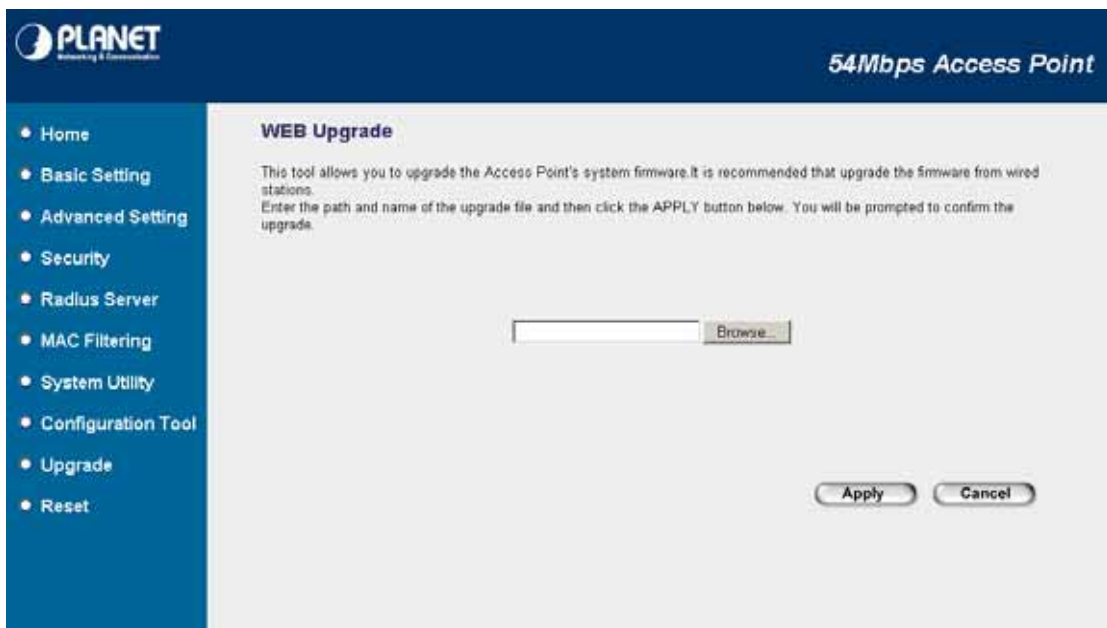 PLANET
Networking & Communication
54Mbps Access Point
Home
Basic Setting
Advanced Setting
Security
Radius Server
MAC Filtering
System Utility
Configuration Tool
Upgrade
Reset
WEB Upgrade
This tool allows you to upgrade the Access Point's system firmware.It is recommended that upgrade the firmware from wired
stations.
Enter the path and name of the upgrade file and then click the APPLY button below. You will be prompted to confirm the
upgrade.
Browse...
Apply
Cancel